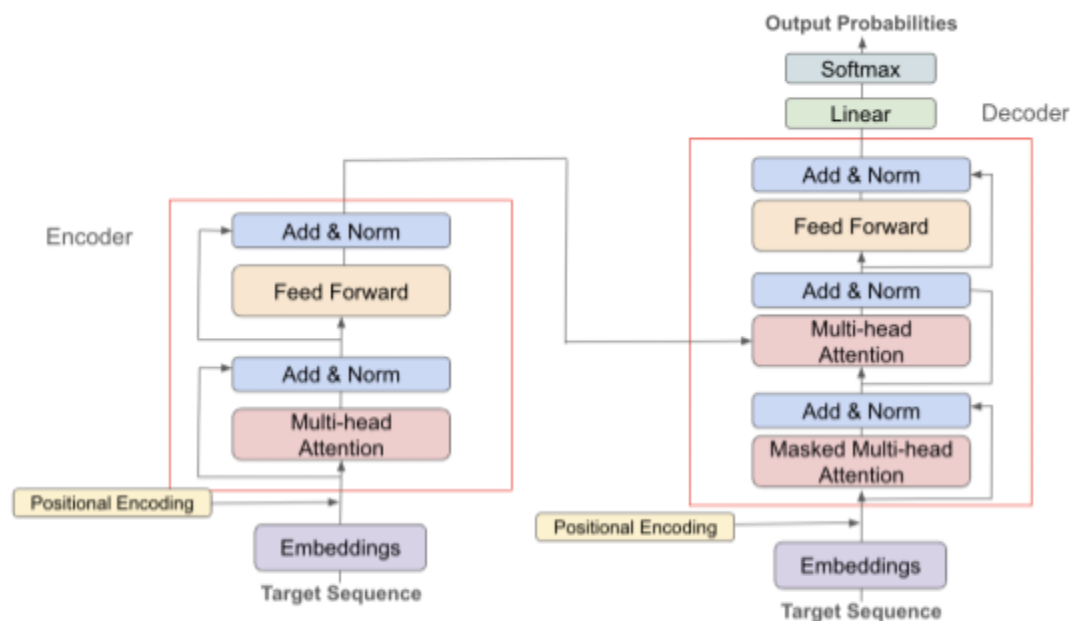 Output Probabilities
Softmax
Linear
Decoder
Add & Norm
Feed Forward
Add & Norm
Multi-head
Attention
Add & Norm
Masked Multi-head
Attention
Positional Encoding
Embeddings
Target Sequence
Encoder
Add & Norm
Feed Forward
Add & Norm
Multi-head
Attention
Positional Encoding
Embeddings
Target Sequence